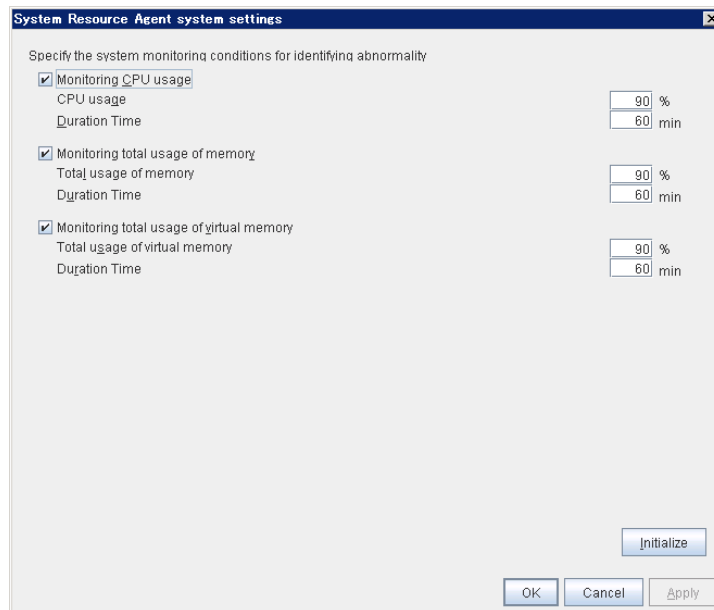 System Resource Agent system settings
Specify the system monitoring conditions for identifying abnormality
Monitoring CPU usage
CPU usage 90 %
Duration Time 60 min
Monitoring total usage of memory
Total usage of memory 90 %
Duration Time 60 min
Monitoring total usage of virtual memory
Total usage of virtual memory 90 %
Duration Time 60 min
Initialize
OK Cancel Apply